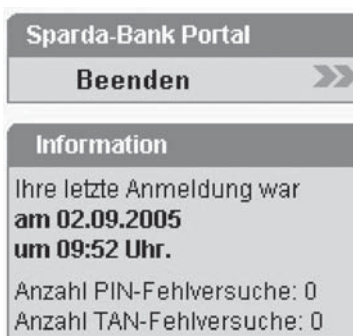 Sparda-Bank Portal
Beenden
Information
Ihre letzte Anmeldung war
am 02.09.2005
um 09:52 Uhr.
Anzahl PIN-Fehlversuche: 0
Anzahl TAN-Fehlversuche: 0